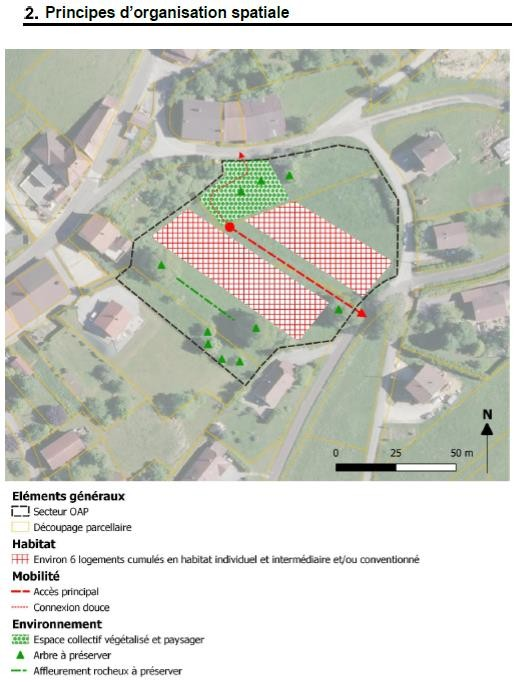 2. Principes d'organisation spatiale
N
0 25 50 m
Eléments généraux
Secteur OAP
Découpage parcellaire
Habitat
Environ 6 logements cumulés en habitat individuel et intermédiaire et/ou conventionné
Mobilité
Accès principal
Connexion douce
Environnement
Espace collectif végétalisé et paysager
Arbre à préserver
Affleurement rocheux à préserver